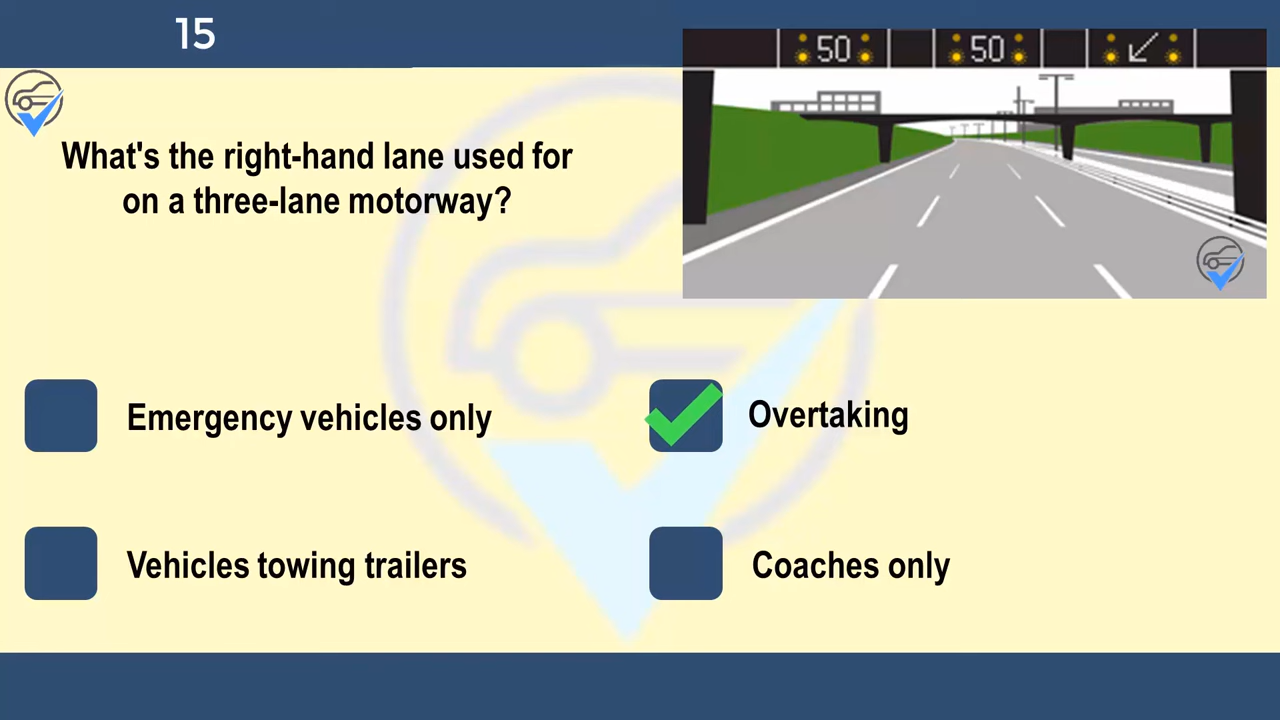 15
50 50
What's the right-hand lane used for
on a three-lane motorway?
Emergency vehicles only
Overtaking
Vehicles towing trailers
Coaches only